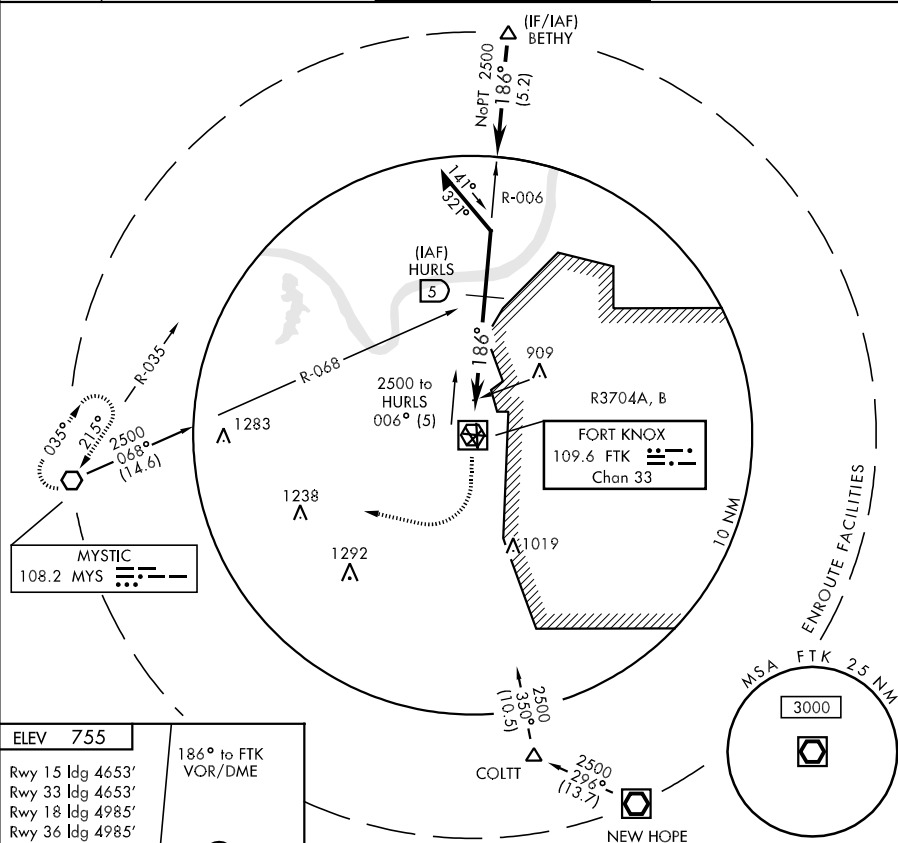 (IF/IAF)
BETHY
NoPT 2500
186°
(5.2)
141°
321°
R-006
(IAF)
HURLS
5
186°
R-035
R-068
909
2500 to
HURLS
006° (5)
R3704A, B
1283
FORT KNOX
109.6 FTK
Chan 33
035°
215°
2500
068°
(14.6)
1238
1292
1019
10 NM
ENROUTE FACILITIES
MYSTIC
108.2 MYS
MSA FTK 25 NM
3000
2500
350°
(10.5)
COLTT
2500
296°
(13.7)
NEW HOPE
ELEV 755
Rwy 15 ldg 4653'
Rwy 33 ldg 4653'
Rwy 18 ldg 4985'
Rwy 36 ldg 4985'
186° to FTK
VOR/DME